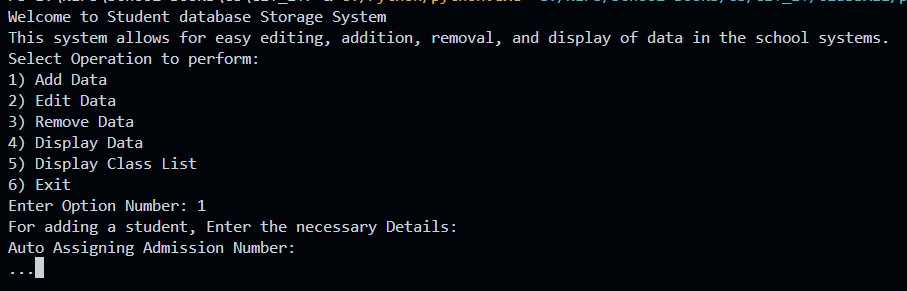 Welcome to Student database Storage System
This system allows for easy editing, addition, removal, and display of data in the school systems.
Select Operation to perform:
1) Add Data
2) Edit Data
3) Remove Data
4) Display Data
5) Display Class List
6) Exit
Enter Option Number: 1
For adding a student, Enter the necessary Details:
Auto Assigning Admission Number:
...